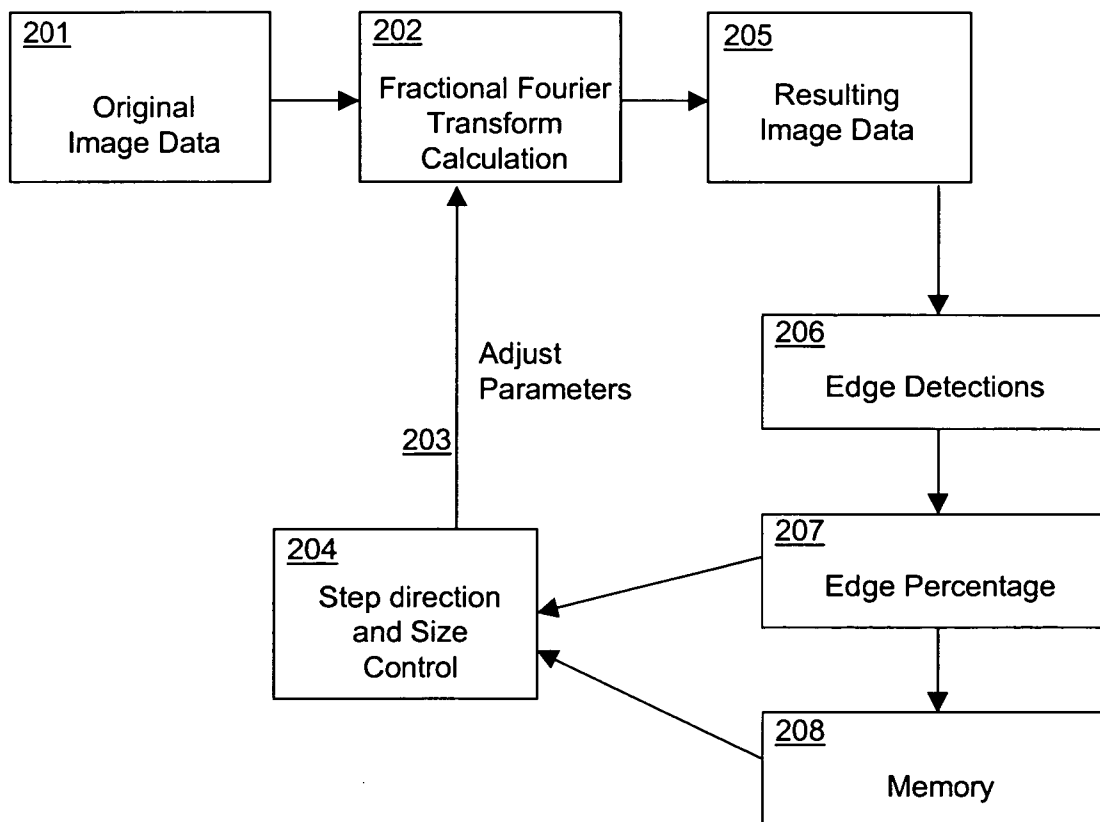 201
Original
Image Data
202
Fractional Fourier
Transform
Calculation
205
Resulting
Image Data
206
Edge Detections
Adjust
Parameters
203
207
Edge Percentage
204
Step direction
and Size
Control
208
Memory